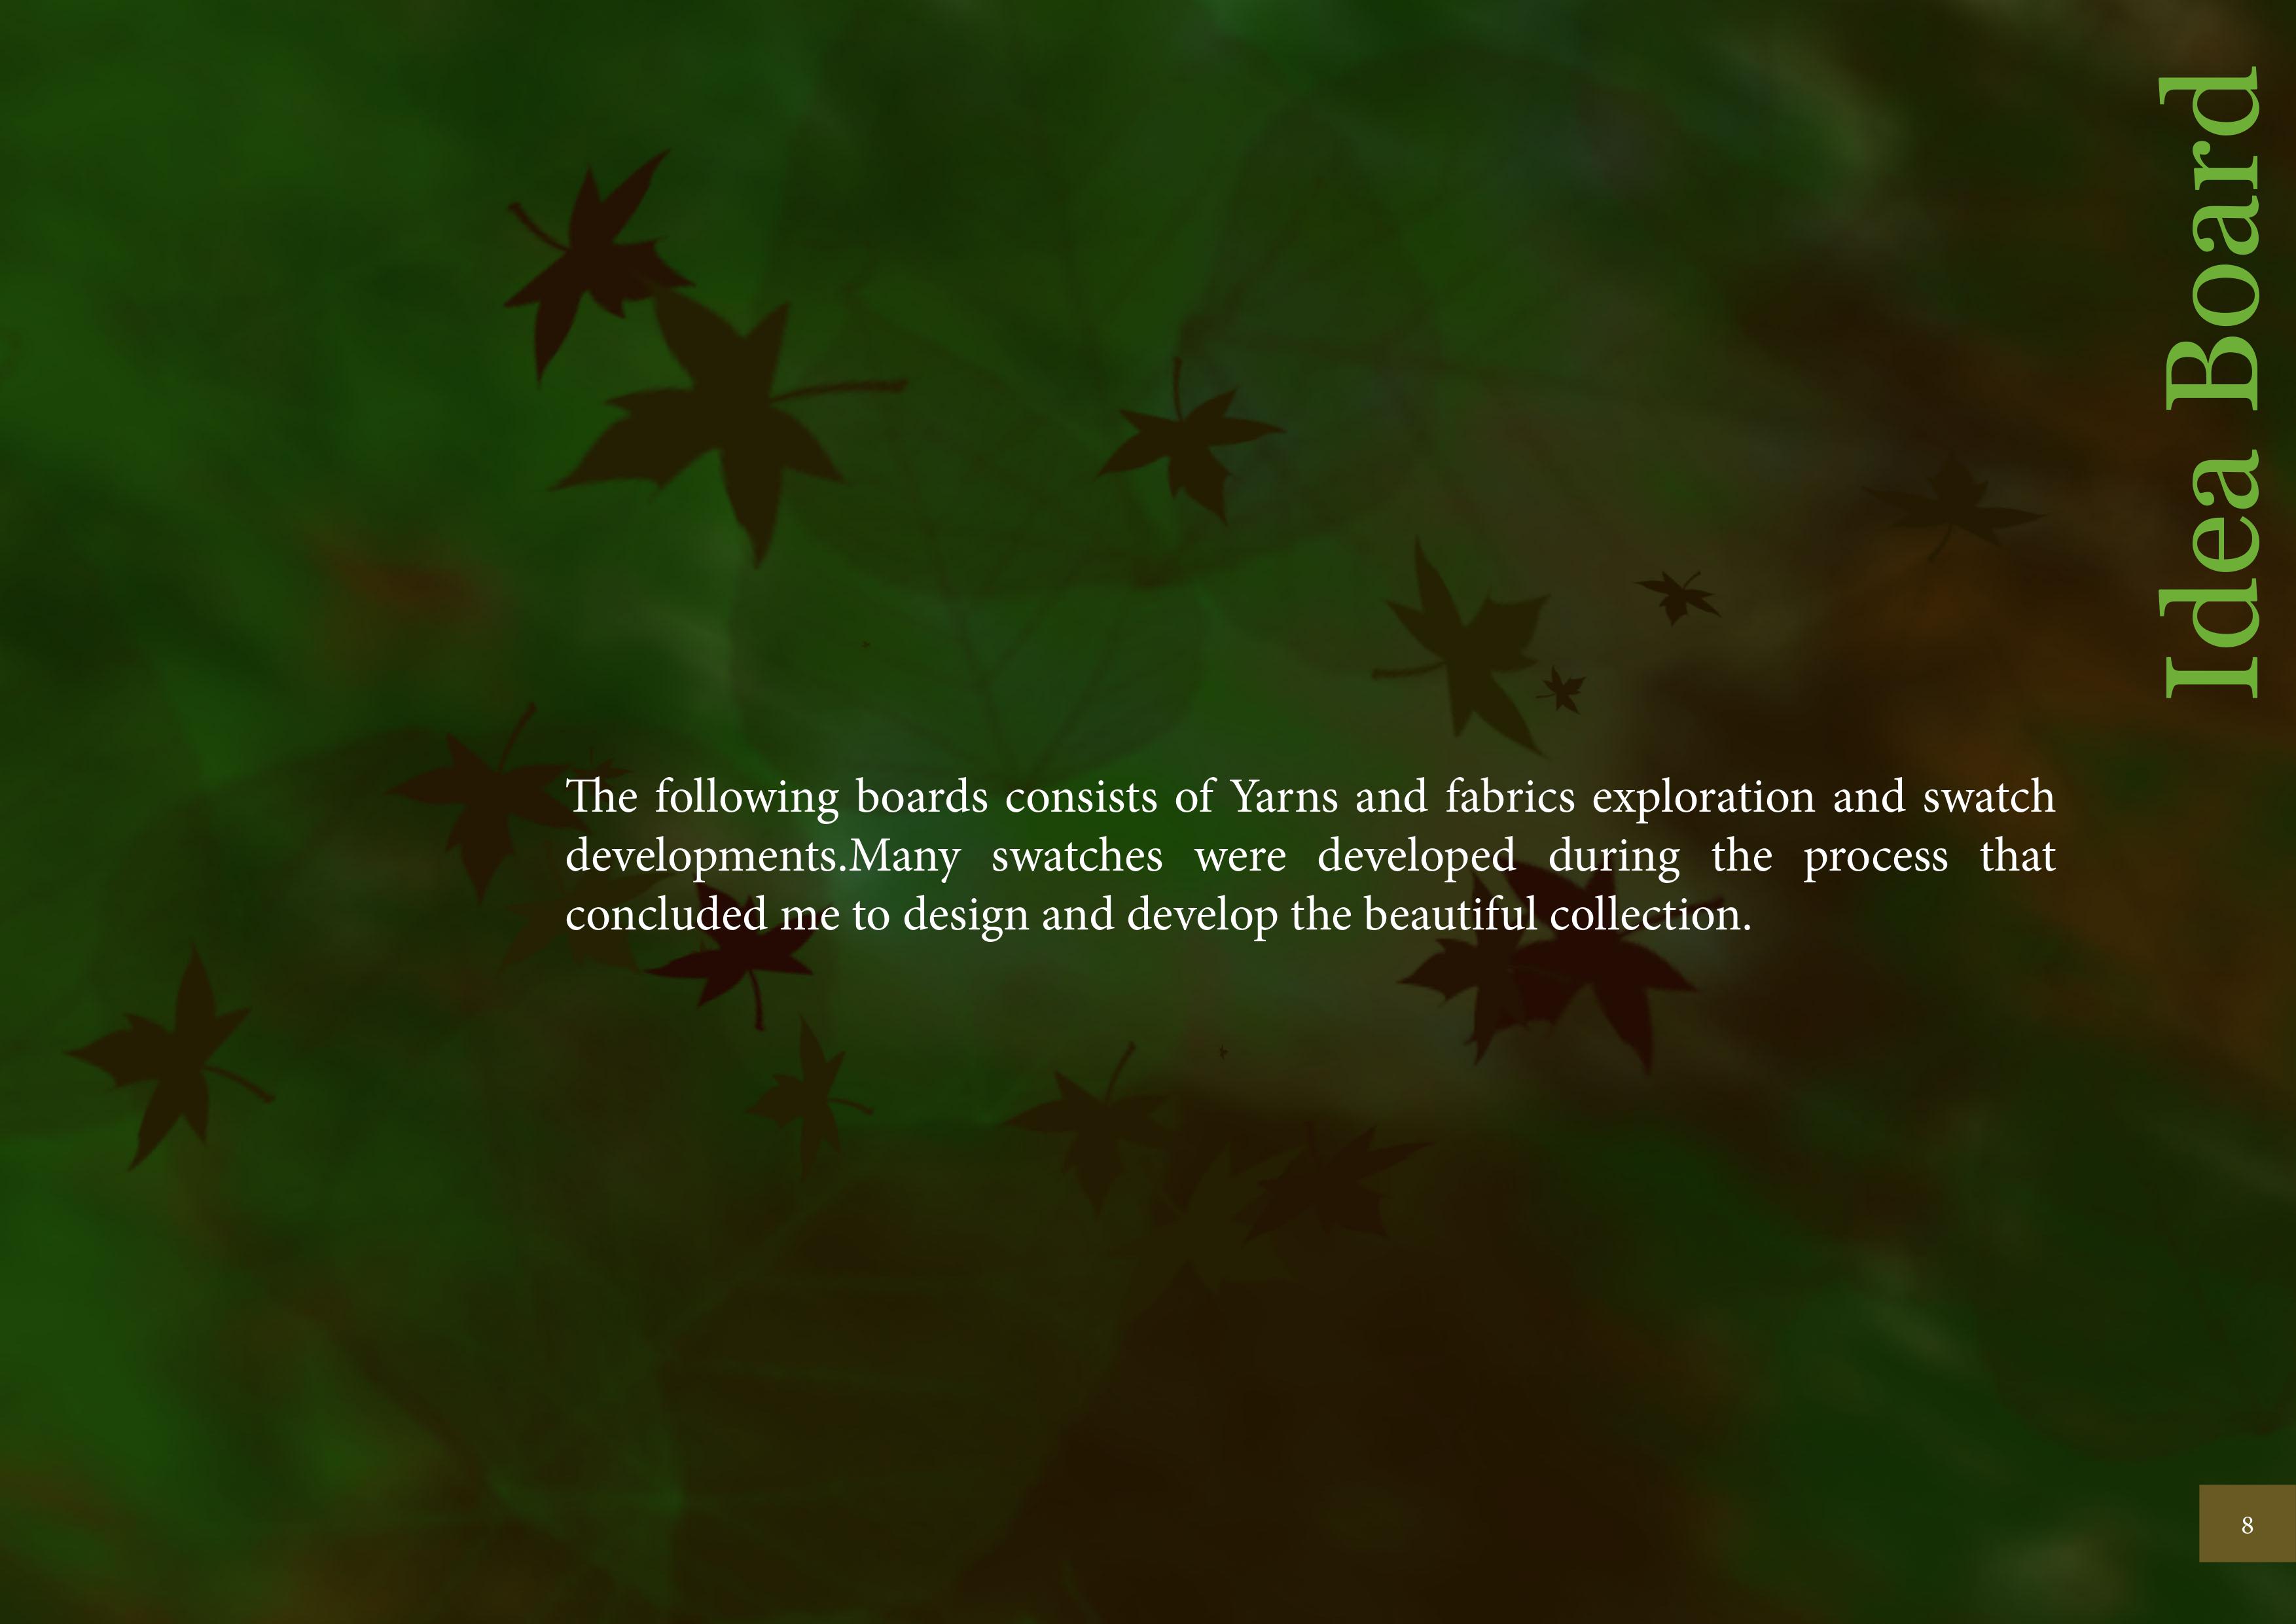 Idea Board
The following boards consists of Yarns and fabrics exploration and swatch
developments.Many swatches were developed during the process that
concluded me to design and develop the beautiful collection.
8